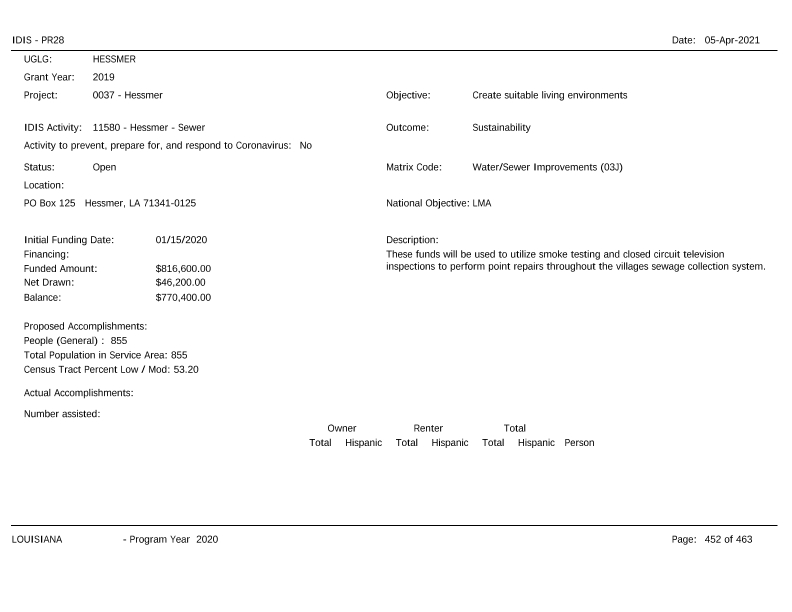 IDIS - PR28 Date: 05-Apr-2021
UGLG: HESSMER
Grant Year: 2019
Project: 0037 - Hessmer Objective: Create suitable living environments
IDIS Activity: 11580 - Hessmer - Sewer Outcome: Sustainability
Activity to prevent, prepare for, and respond to Coronavirus: No
Status: Open Matrix Code: Water/Sewer Improvements (03J)
Location:
PO Box 125 Hessmer, LA 71341-0125 National Objective: LMA
Initial Funding Date: 01/15/2020 Description:
Financing: These funds will be used to utilize smoke testing and closed circuit television
Funded Amount: $816,600.00 inspections to perform point repairs throughout the villages sewage collection system.
Net Drawn: $46,200.00
Balance: $770,400.00
Proposed Accomplishments:
People (General) : 855
Total Population in Service Area: 855
Census Tract Percent Low / Mod: 53.20
Actual Accomplishments:
Number assisted:
Owner Renter Total
Total Hispanic Total Hispanic Total Hispanic Person
LOUISIANA - Program Year 2020 Page: 452 of 463